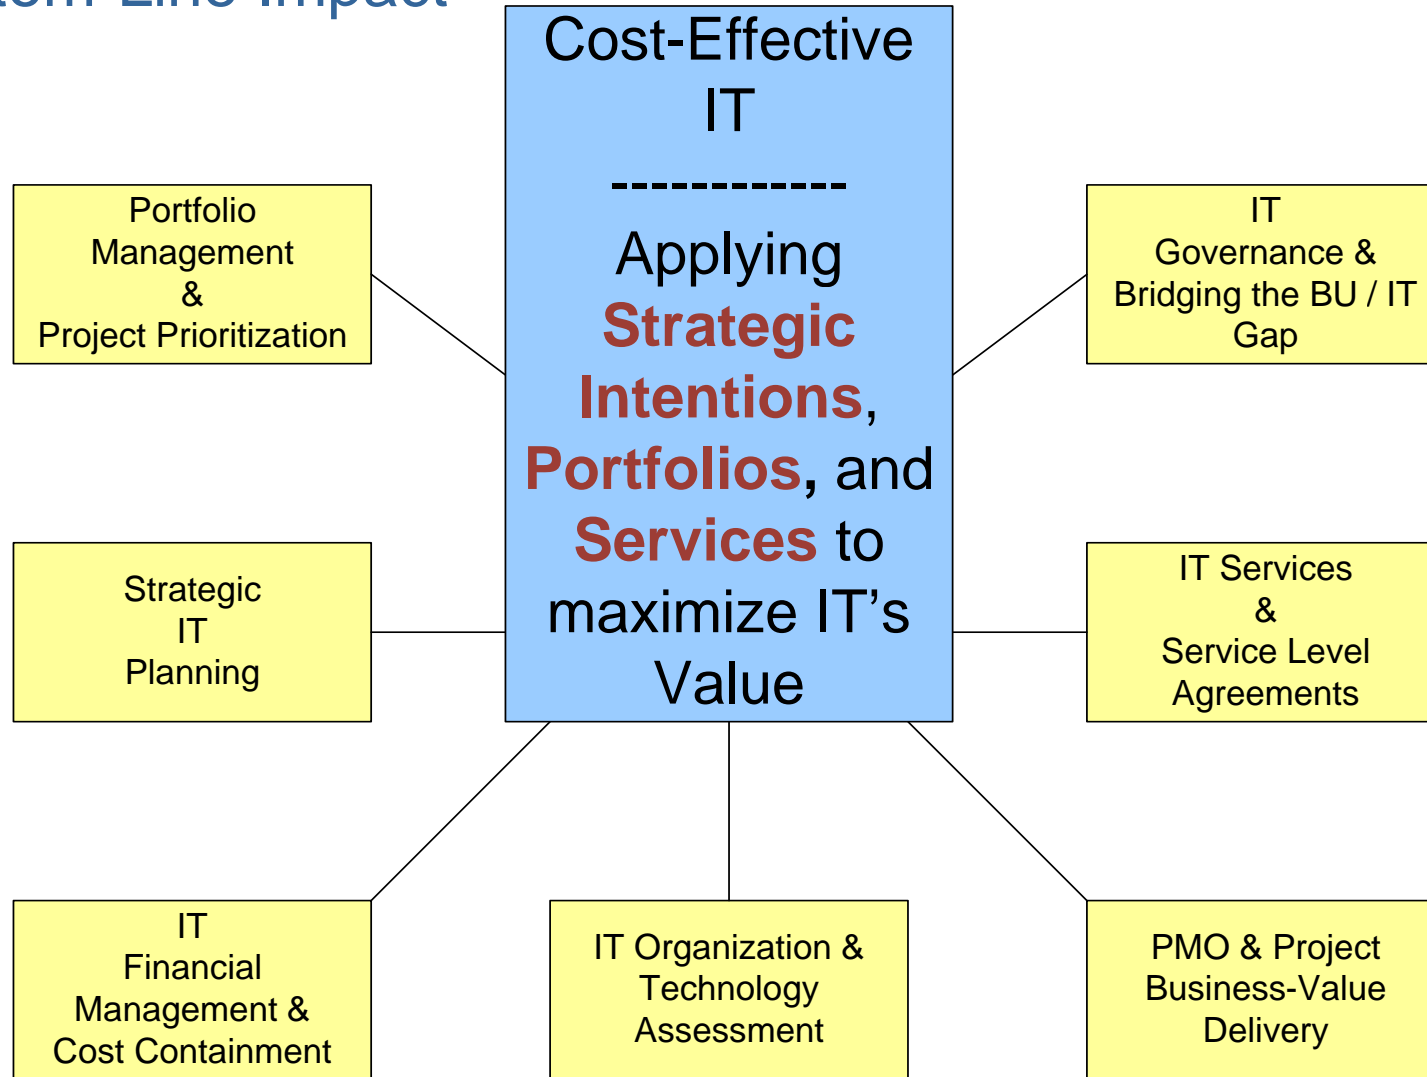 Line Impact
Cost-Effective
IT
------------
Applying
Strategic
Intentions,
Portfolios, and
Services to
maximize IT’s
Value
Portfolio
Management
&
Project Prioritization
IT
Governance &
Bridging the BU / IT
Gap
Strategic
IT
Planning
IT Services
&
Service Level
Agreements
IT
Financial
Management &
Cost Containment
IT Organization &
Technology
Assessment
PMO & Project
Business-Value
Delivery